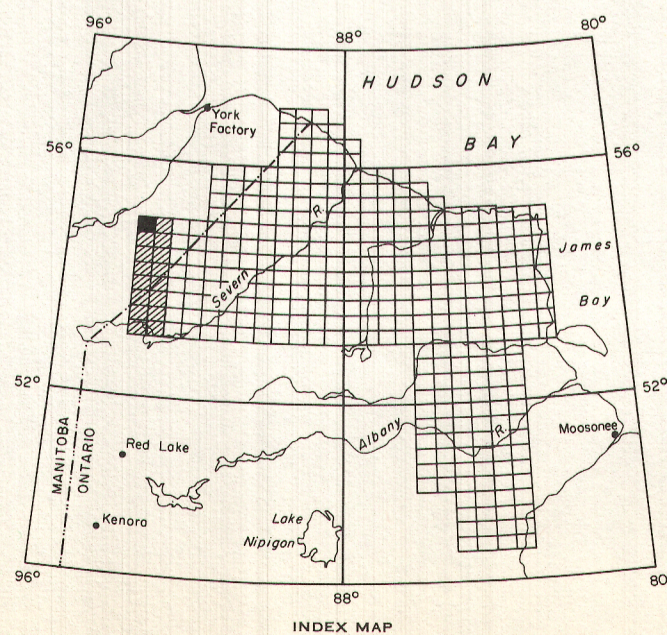 96°
88°
80°
HUDSON
BAY
York
Factory
56°
56°
James
Bay
R.
Severn
52°
52°
MANITOBA
ONTARIO
Red Lake
Albany
R.
Moosonee
Kenora
Lake
Nipigon
96°
88°
80
INDEX MAP